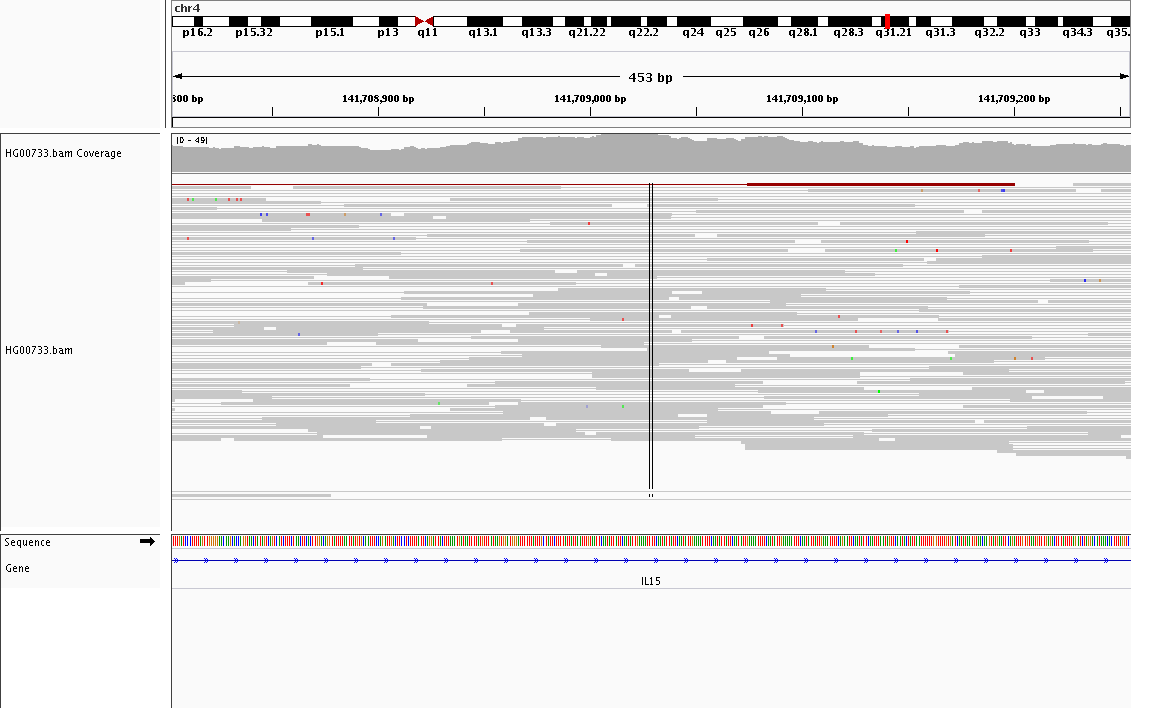 chr4
p16.2 p15.32 p15.1 p13 q11 q13.1 q13.3 q21.22 q22.2 q24 q25 q26 q28.1 q28.3 q31.21 q31.3 q32.2 q33 q34.3 q35.
453 bp
800 bp 141,708,900 bp 141,709,000 bp 141,709,100 bp 141,709,200 bp
[0 - 49]
HG00733.bam Coverage
HG00733.bam
Sequence
Gene
IL15